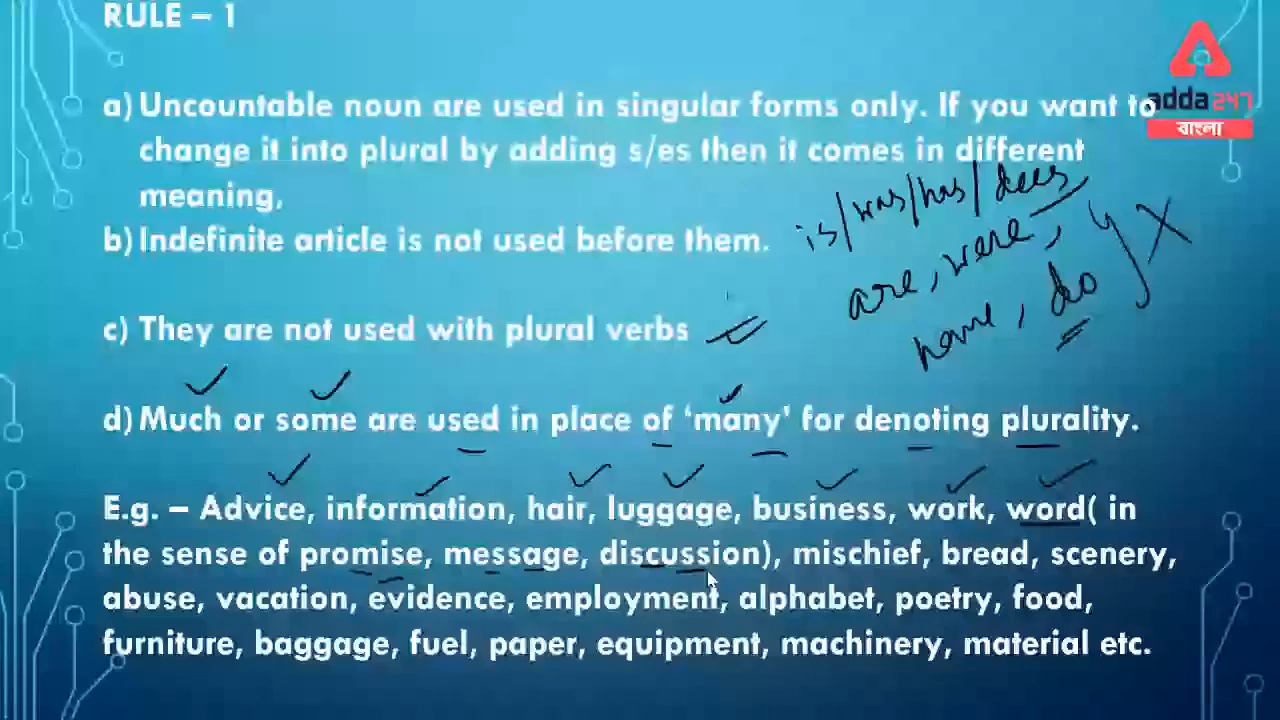 RULE – 1
adda247
বাংলা
a) Uncountable noun are used in singular forms only. If you want to
change it into plural by adding s/es then it comes in different
meaning,
is/was/has/does
b) Indefinite article is not used before them.
are, were,
have, do
c) They are not used with plural verbs
d) Much or some are used in place of ‘many’ for denoting plurality.
E.g. – Advice, information, hair, luggage, business, work, word( in
the sense of promise, message, discussion), mischief, bread, scenery,
abuse, vacation, evidence, employment, alphabet, poetry, food,
furniture, baggage, fuel, paper, equipment, machinery, material etc.